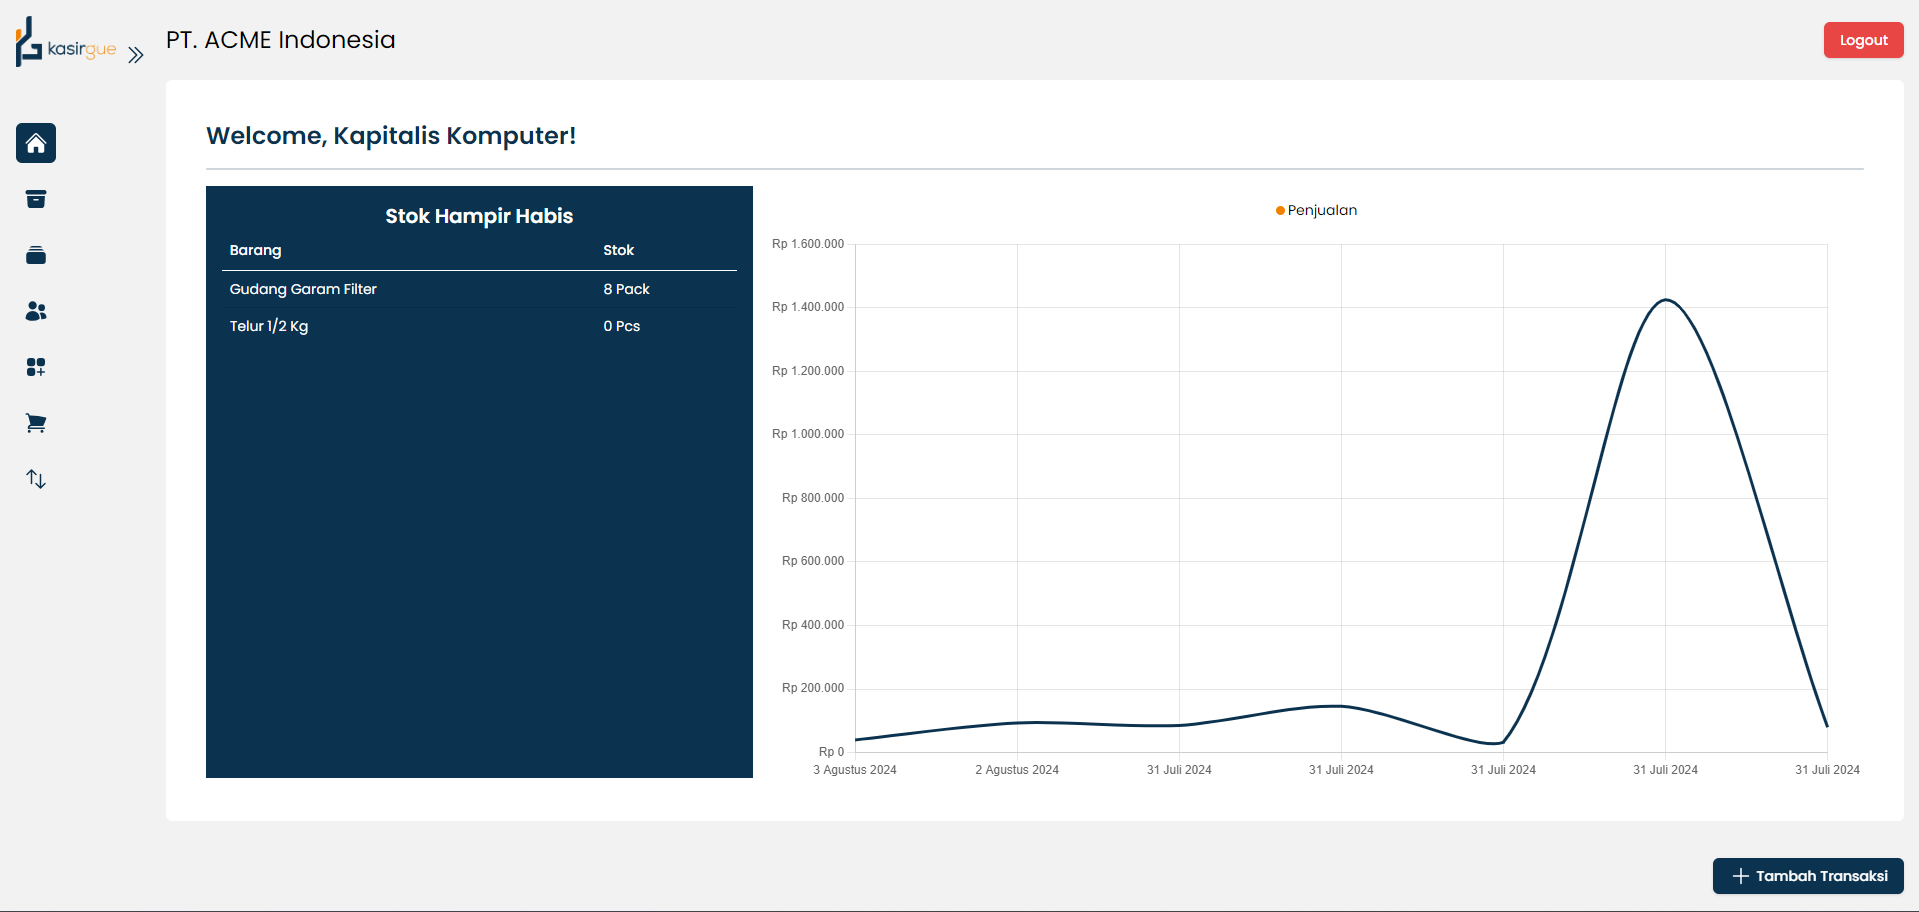 kasirgue
PT. ACME Indonesia
Logout
Welcome, Kapitalis Komputer!
Stok Hampir Habis
Barang Stok
Gudang Garam Filter 8 Pack
Telur 1/2 Kg 0 Pcs
Penjualan
Rp 1.600.000
Rp 1.400.000
Rp 1.200.000
Rp 1.000.000
Rp 800.000
Rp 600.000
Rp 400.000
Rp 200.000
Rp 0
3 Agustus 2024 2 Agustus 2024 31 Juli 2024 31 Juli 2024 31 Juli 2024 31 Juli 2024 31 Juli 2024
Tambah Transaksi